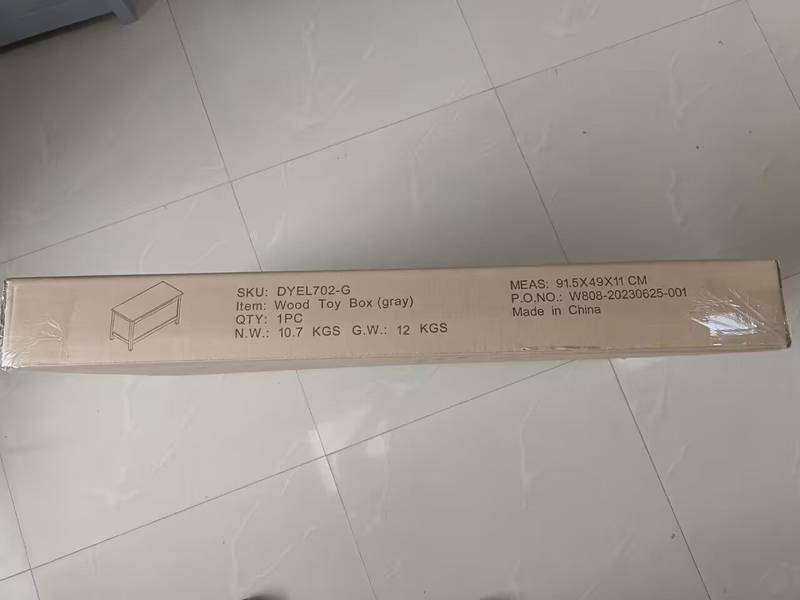 SKU: DYEL702-G
Item: Wood Toy Box (gray)
QTY: 1PC
N.W.: 10.7 KGS G.W.: 12 KGS
MEAS: 91.5X49X11 CM
P.O.NO.: W808-20230625-001
Made in China